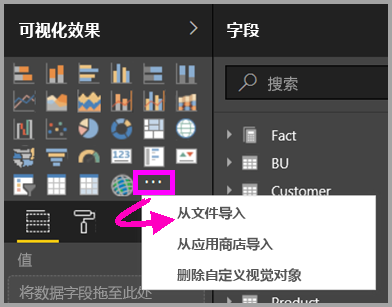 可视化效果
字段
搜索
Fact
BU
Customer
Product
123
从文件导入
从应用商店导入
删除自定义视觉对象
值
将数据字段拖至此处